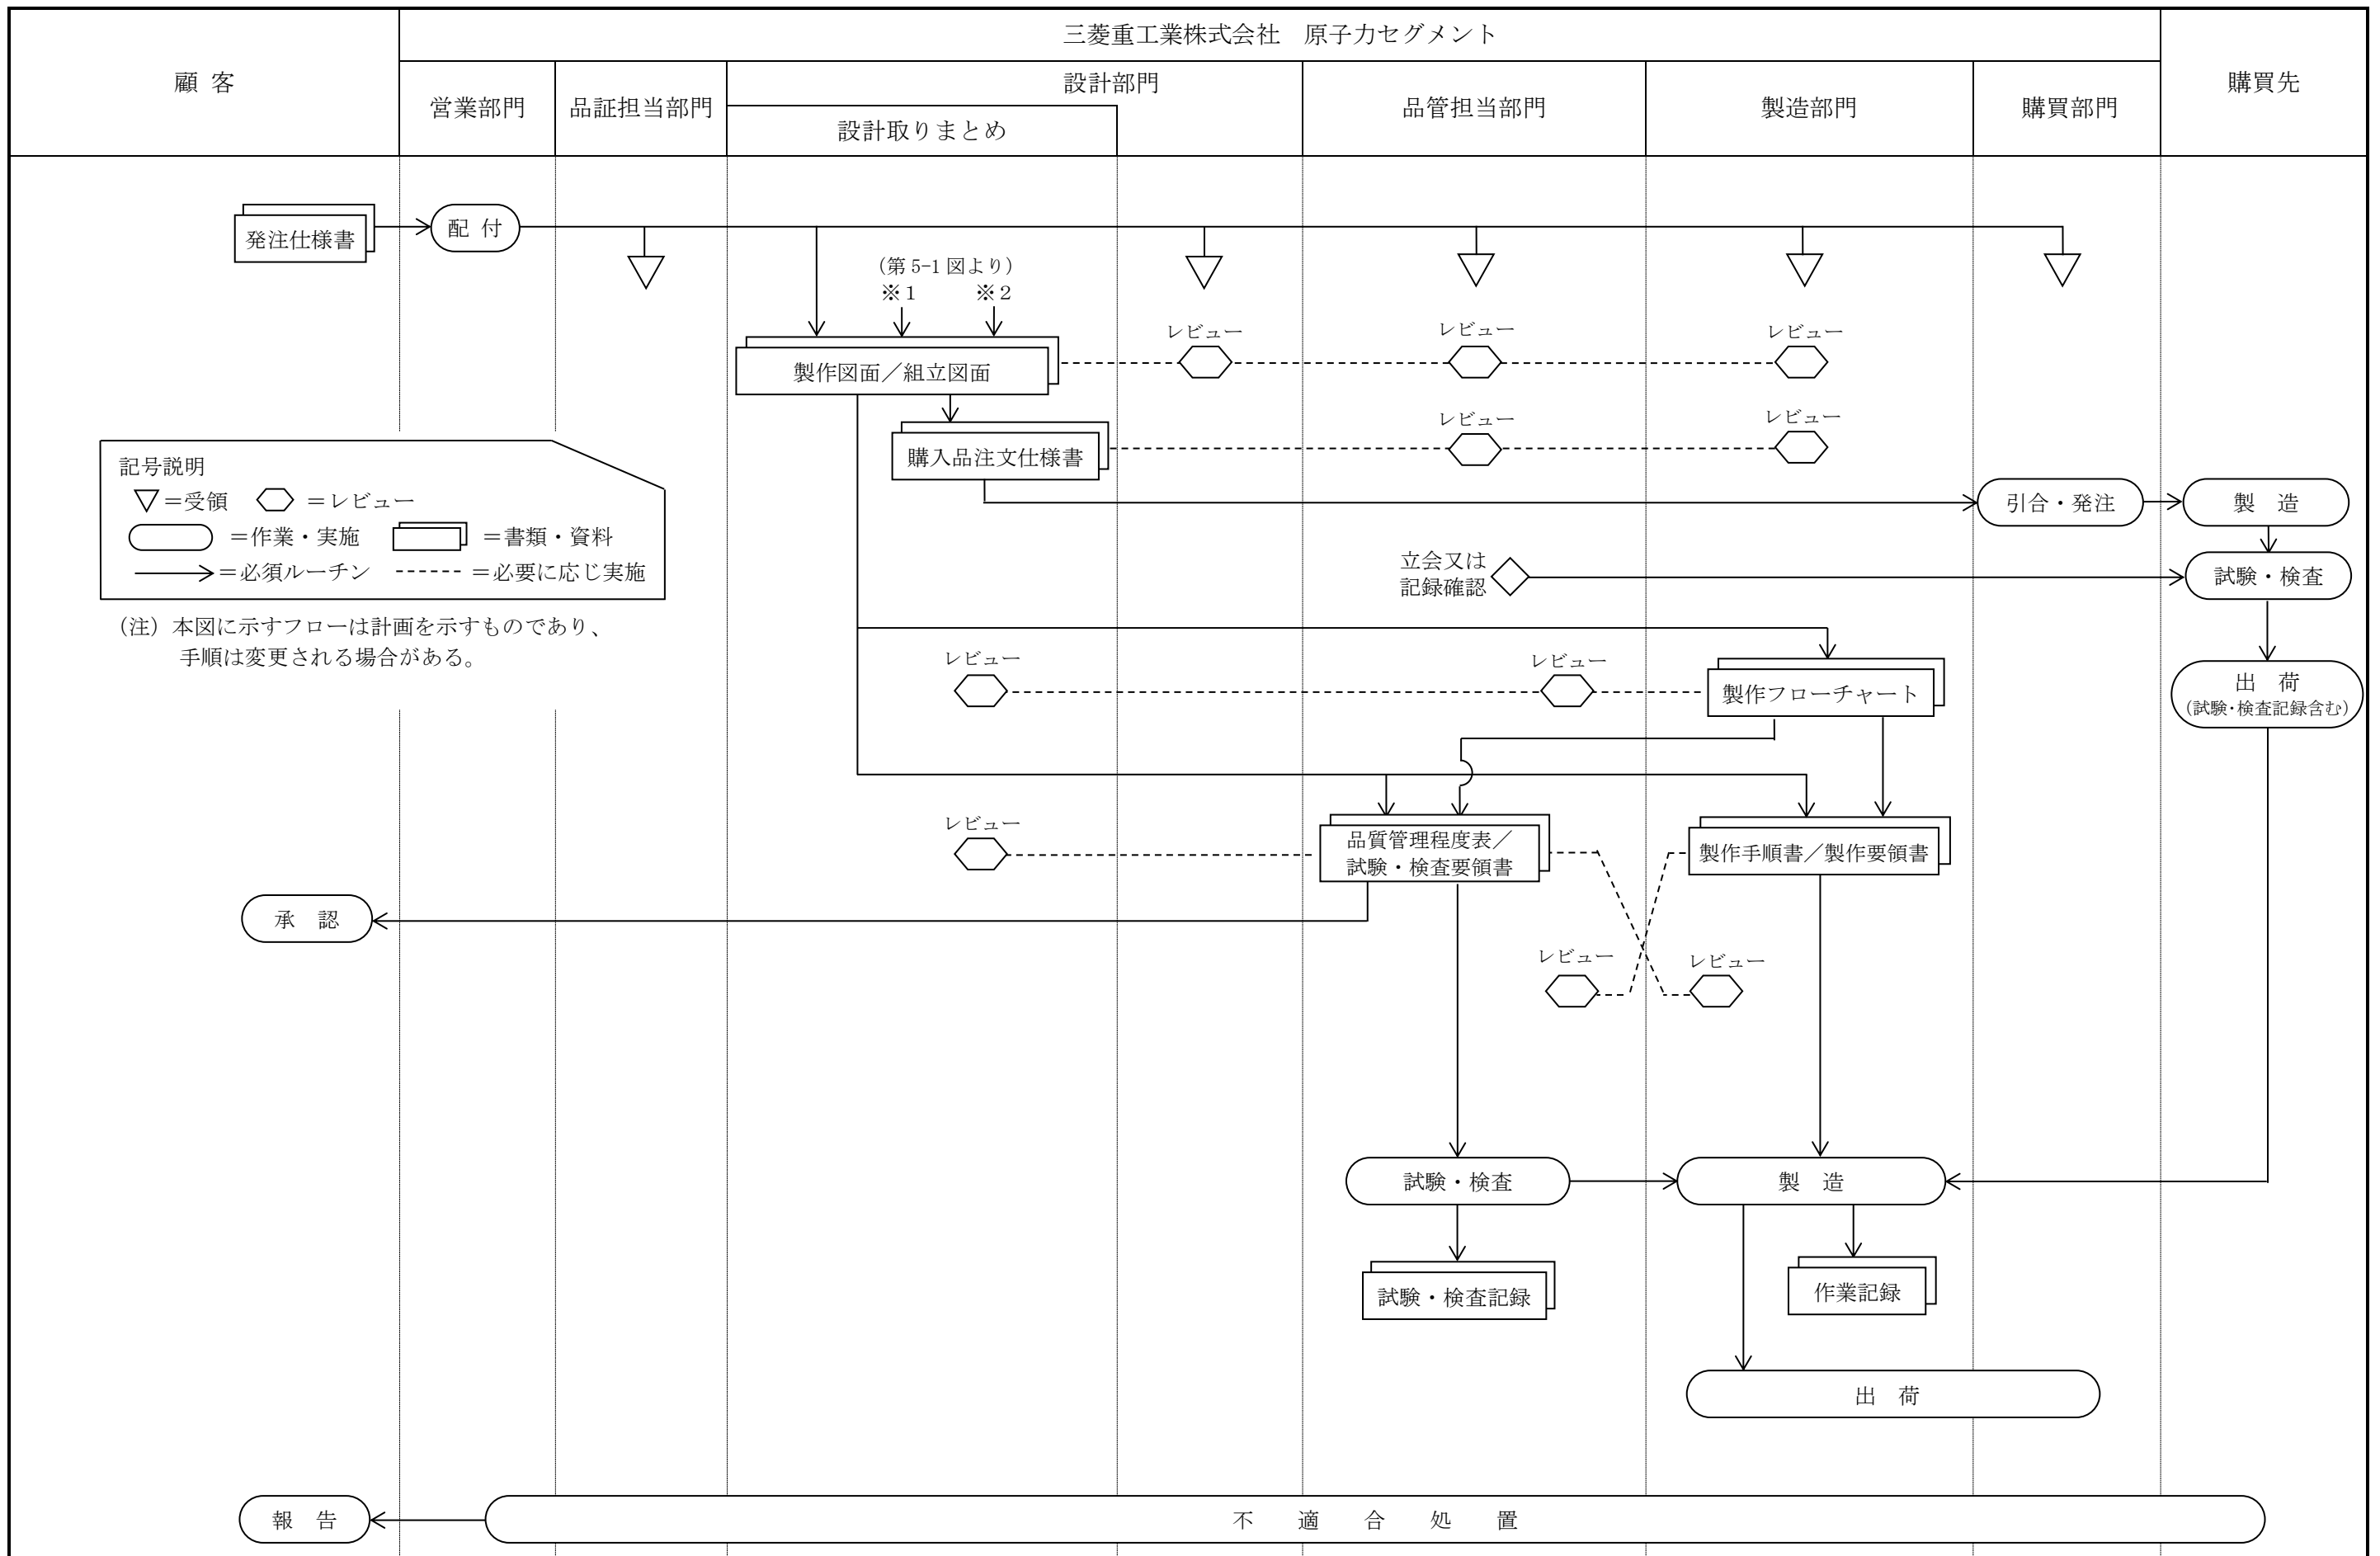 三菱重工業株式会社　原子力セグメント
顧 客
営業部門
品証担当部門
設計部門
設計取りまとめ
品管担当部門
製造部門
購買部門
購買先
発注仕様書
配 付
（第 5-1 図より）
※１
※２
レビュー
レビュー
レビュー
製作図面／組立図面
レビュー
レビュー
購入品注文仕様書
記号説明
＝受領
＝レビュー
＝作業・実施
＝書類・資料
＝必須ルーチン
＝必要に応じ実施
（注）本図に示すフローは計画を示すものであり、
手順は変更される場合がある。
引合・発注
製　造
立会又は
記録確認
試験・検査
レビュー
レビュー
製作フローチャート
出　荷
（試験・検査記録含む）
レビュー
品質管理程度表／
試験・検査要領書
製作手順書／製作要領書
承　認
レビュー
レビュー
試験・検査
製　造
試験・検査記録
作業記録
出　荷
報　告
不　適　合　処　置